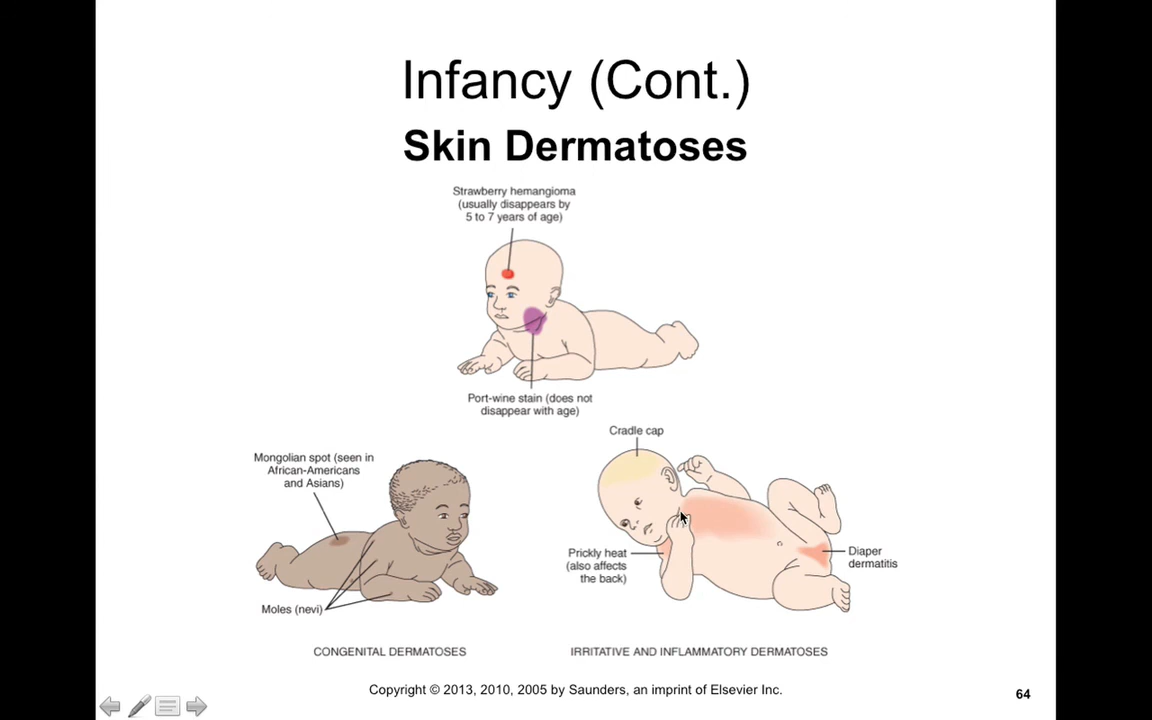 Infancy (Cont.)
Skin Dermatoses
Strawberry hemangioma
(usually disappears by
5 to 7 years of age)
Port-wine stain (does not
disappear with age)
Mongolian spot (seen in
African-Americans
and Asians)
Moles (nevi)
CONGENITAL DERMATOSES
Cradle cap
Prickly heat
(also affects
the back)
Diaper
dermatitis
IRRITATIVE AND INFLAMMATORY DERMATOSES
Copyright © 2013, 2010, 2005 by Saunders, an imprint of Elsevier Inc.
64